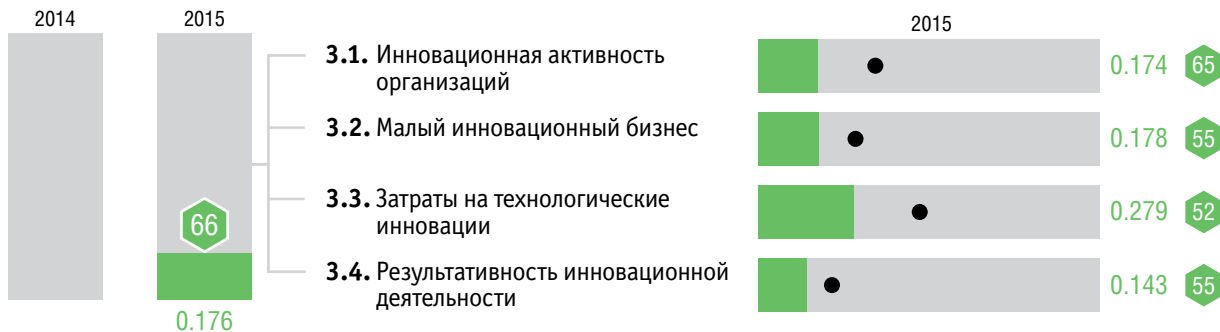 2014
2015
66
0.176
3.1. Инновационная активность
организаций
3.2. Малый инновационный бизнес
3.3. Затраты на технологические
инновации
3.4. Результативность инновационной
деятельности
2015
0.174 65
0.178 55
0.279 52
0.143 55